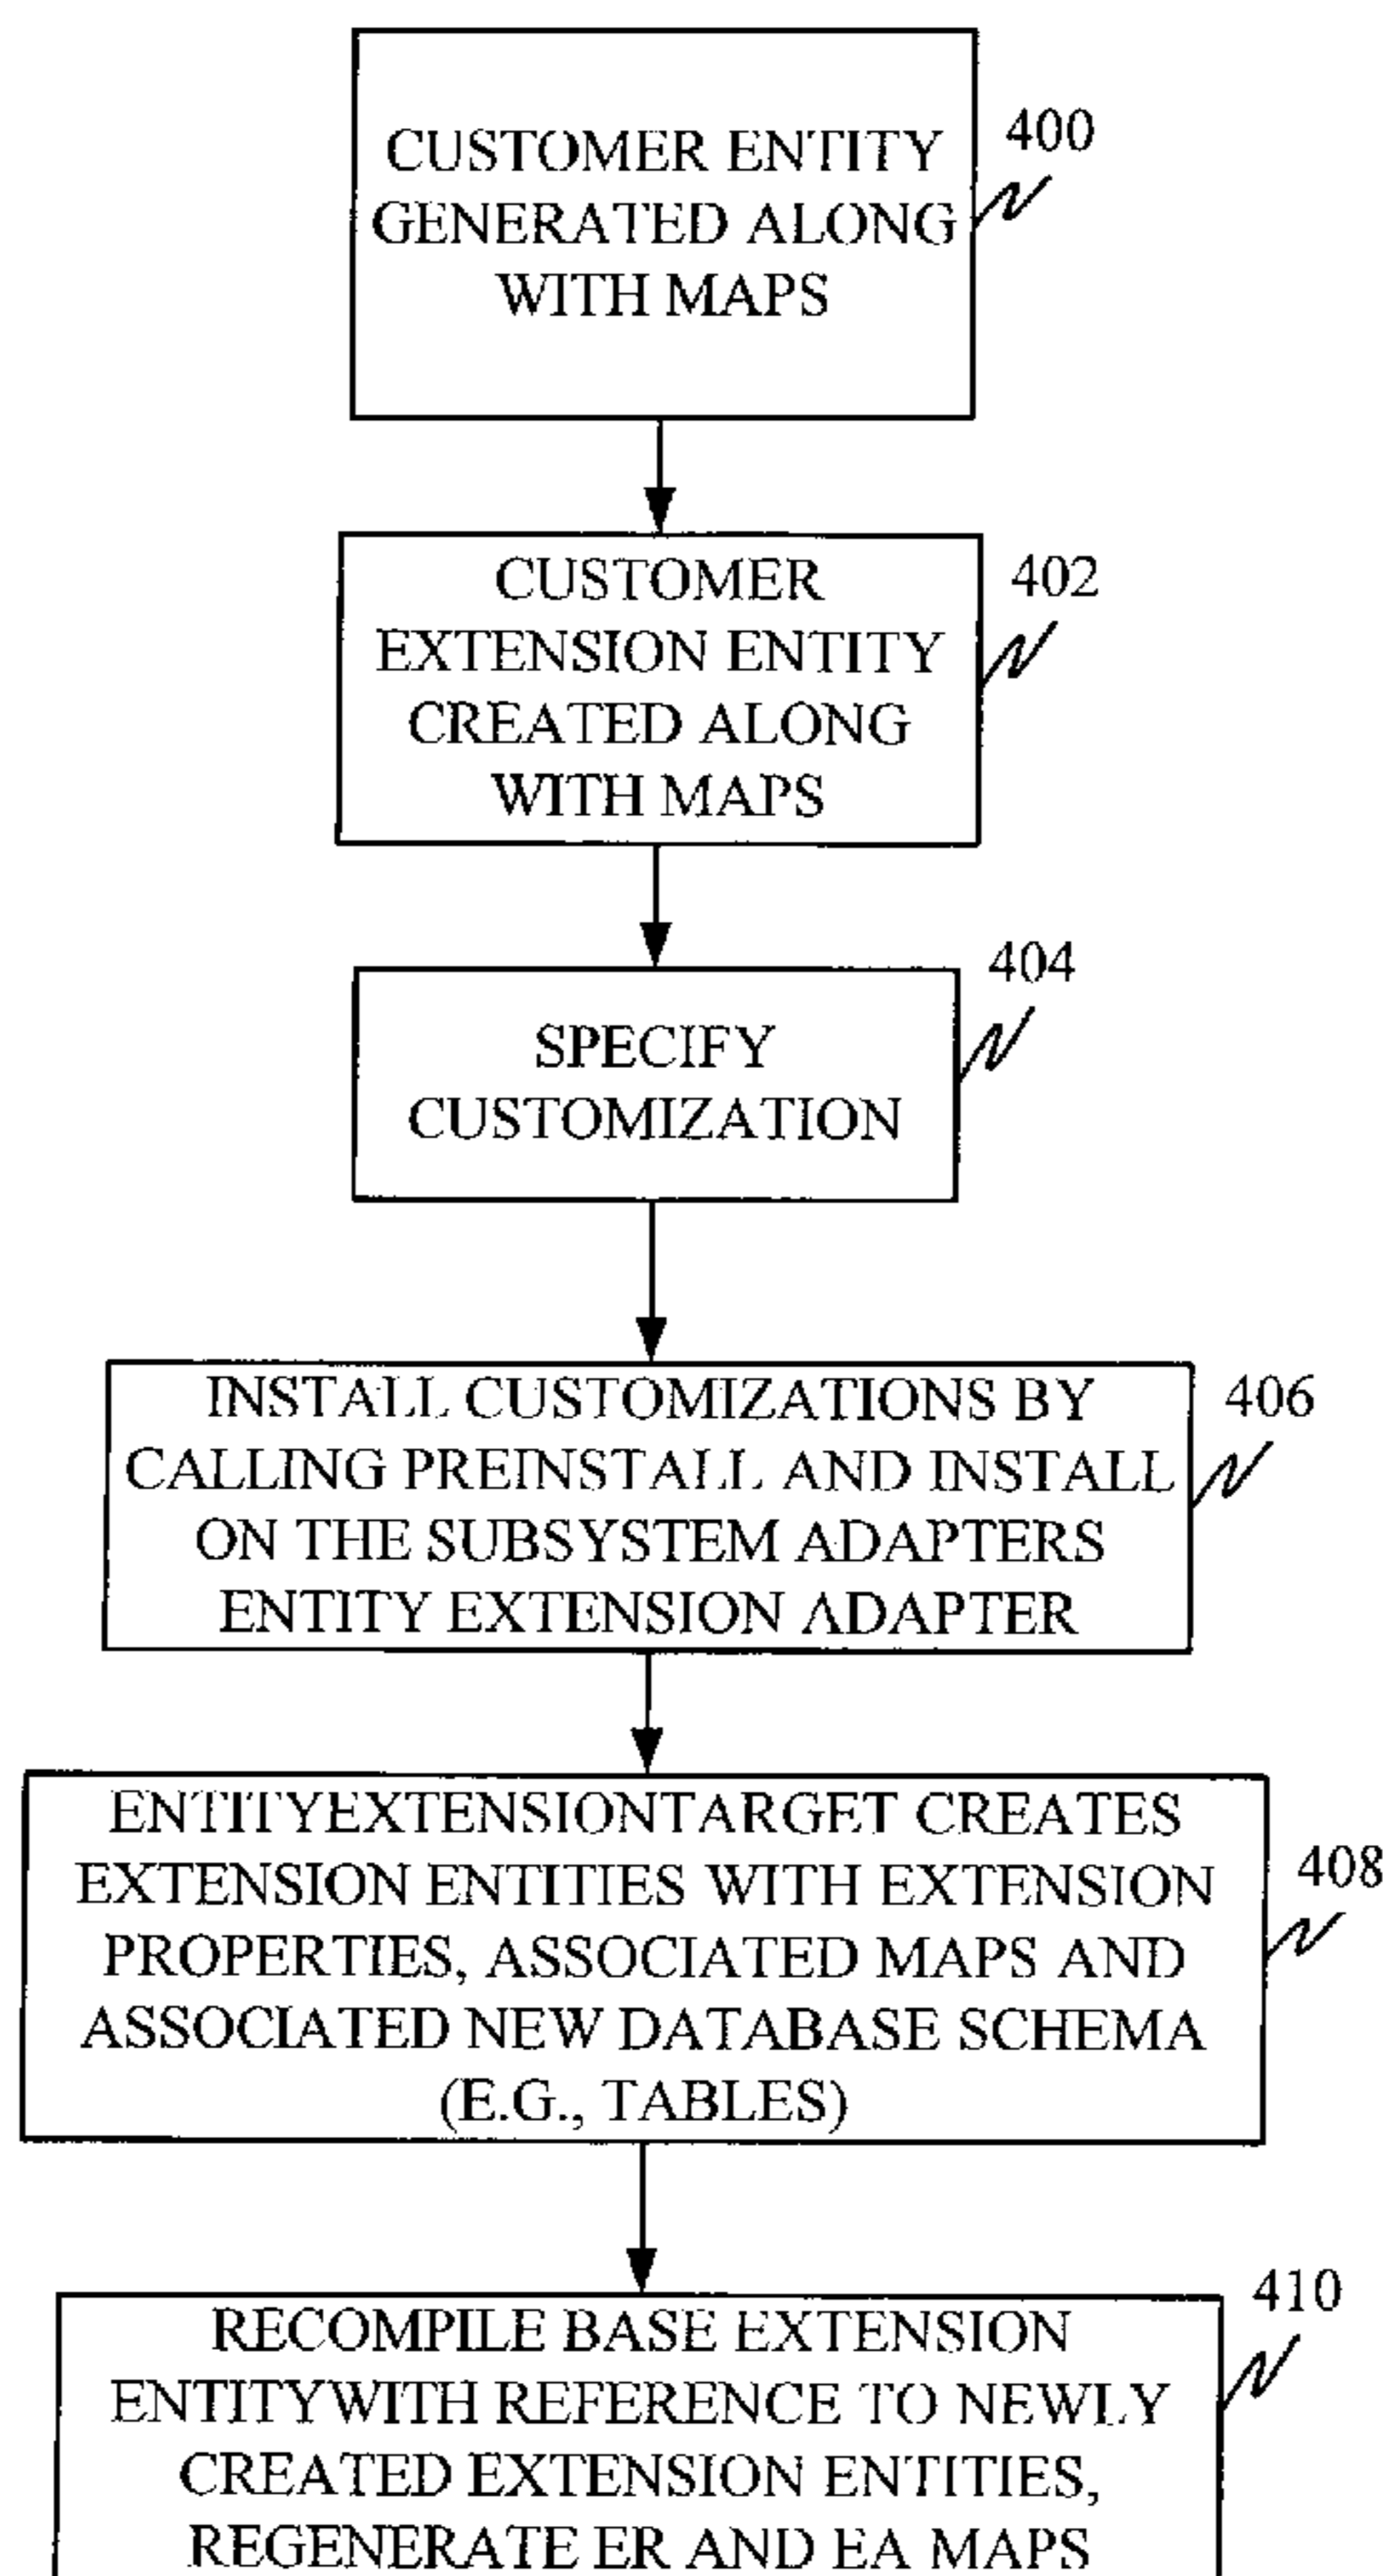 CUSTOMER ENTITY
GENERATED ALONG
WITH MAPS
400
CUSTOMER
EXTENSION ENTITY
CREATED ALONG
WITH MAPS
402
SPECIFY
CUSTOMIZATION
404
INSTALL CUSTOMIZATIONS BY
CALLING PREINSTALL AND INSTALL
ON THE SUBSYSTEM ADAPTERS
ENTITY EXTENSION ADAPTER
406
ENTITYEXTENSIONTARGET CREATES
EXTENSION ENTITIES WITH EXTENSION
PROPERTIES, ASSOCIATED MAPS AND
ASSOCIATED NEW DATABASE SCHEMA
(E.G., TABLES)
408
RECOMPILE BASE EXTENSION
ENTITYWITH REFERENCE TO NEWLY
CREATED EXTENSION ENTITIES,
REGENERATE ER AND EA MAPS
410